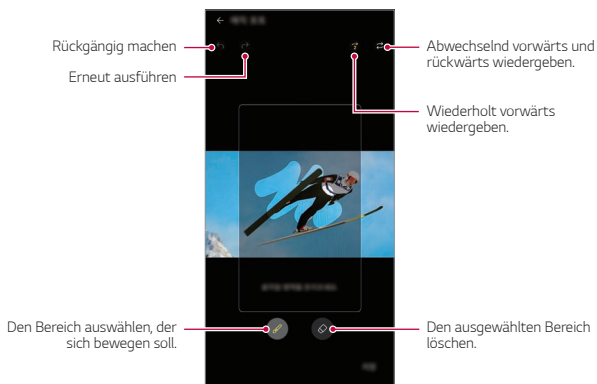 Rückgängig machen
Erneut ausführen
Abwechselnd vorwärts und
rückwärts wiedergeben.
Wiederholt vorwärts
wiedergeben.
Den Bereich auswählen, der
sich bewegen soll.
Den ausgewählten Bereich
löschen.